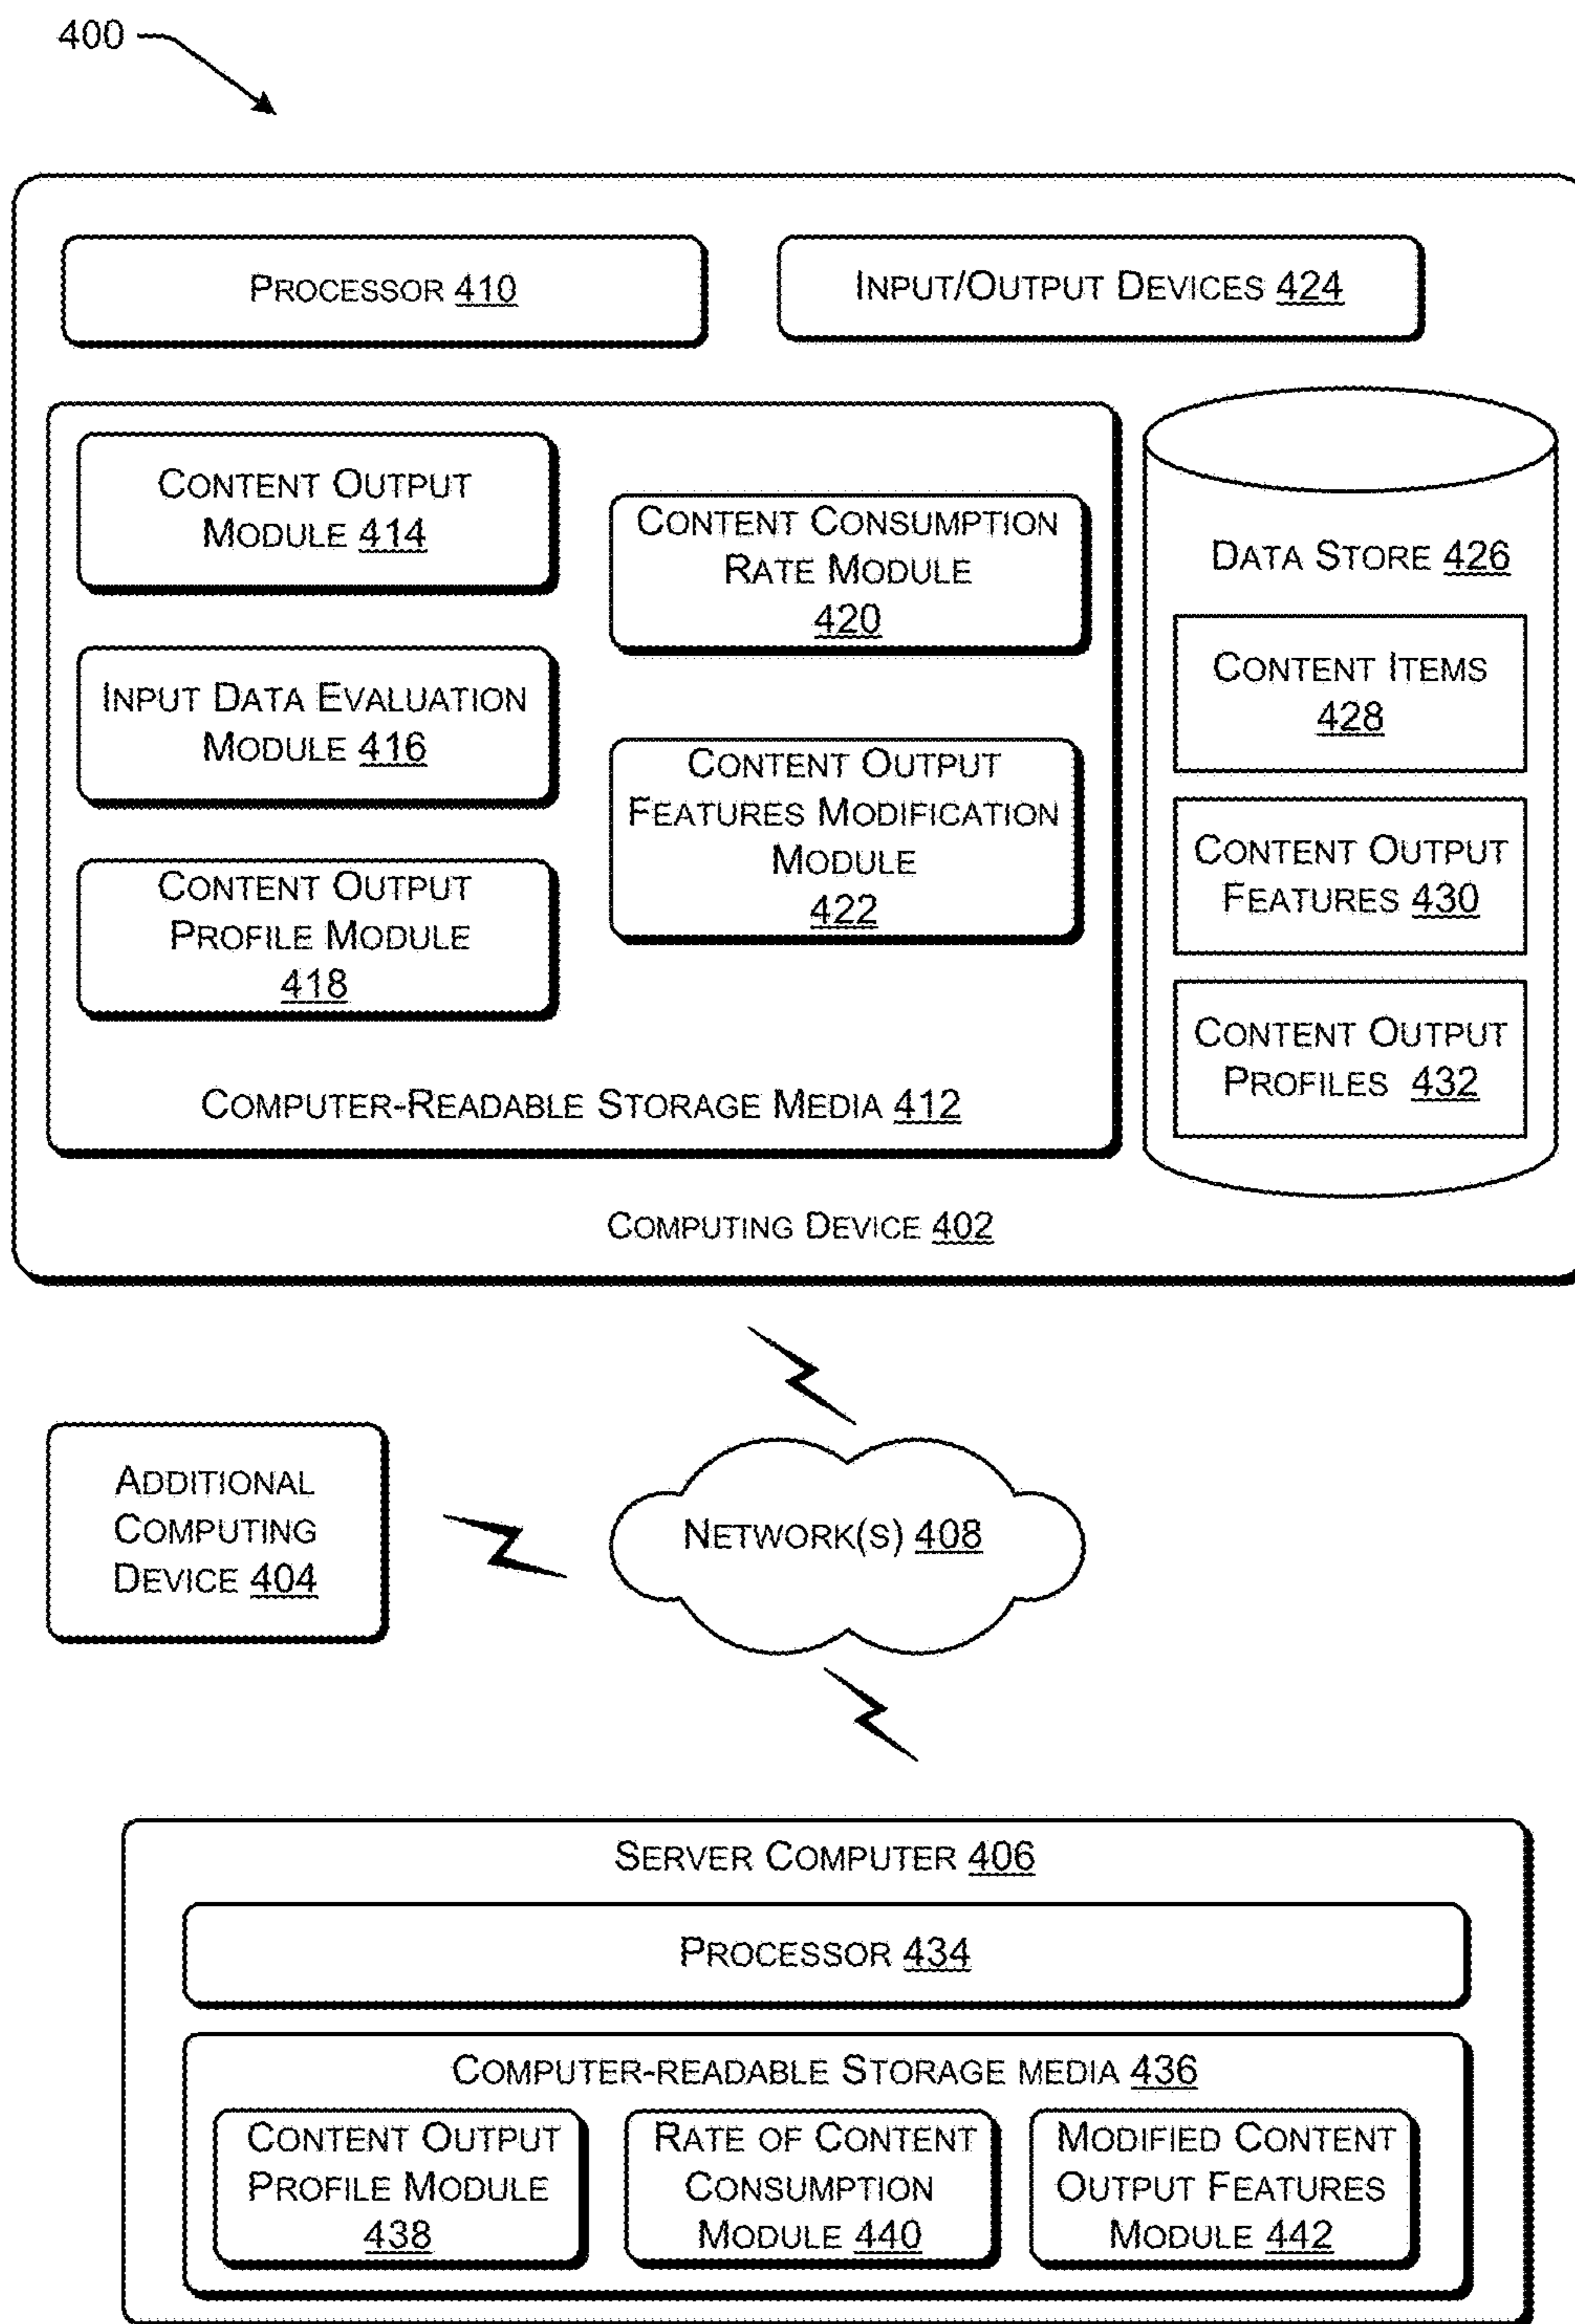 400
PROCESSOR 410
INPUT/OUTPUT DEVICES 424
CONTENT OUTPUT
MODULE 414
INPUT DATA EVALUATION
MODULE 416
CONTENT OUTPUT
PROFILE MODULE
418
CONTENT CONSUMPTION
RATE MODULE
420
CONTENT OUTPUT
FEATURES MODIFICATION
MODULE
422
COMPUTER-READABLE STORAGE MEDIA 412
DATA STORE 426
CONTENT ITEMS
428
CONTENT OUTPUT
FEATURES 430
CONTENT OUTPUT
PROFILES 432
COMPUTING DEVICE 402
ADDITIONAL
COMPUTING
DEVICE 404
NETWORK(S) 408
SERVER COMPUTER 406
PROCESSOR 434
COMPUTER-READABLE STORAGE MEDIA 436
CONTENT OUTPUT
PROFILE MODULE
438
RATE OF CONTENT
CONSUMPTION
MODULE 440
MODIFIED CONTENT
OUTPUT FEATURES
MODULE 442